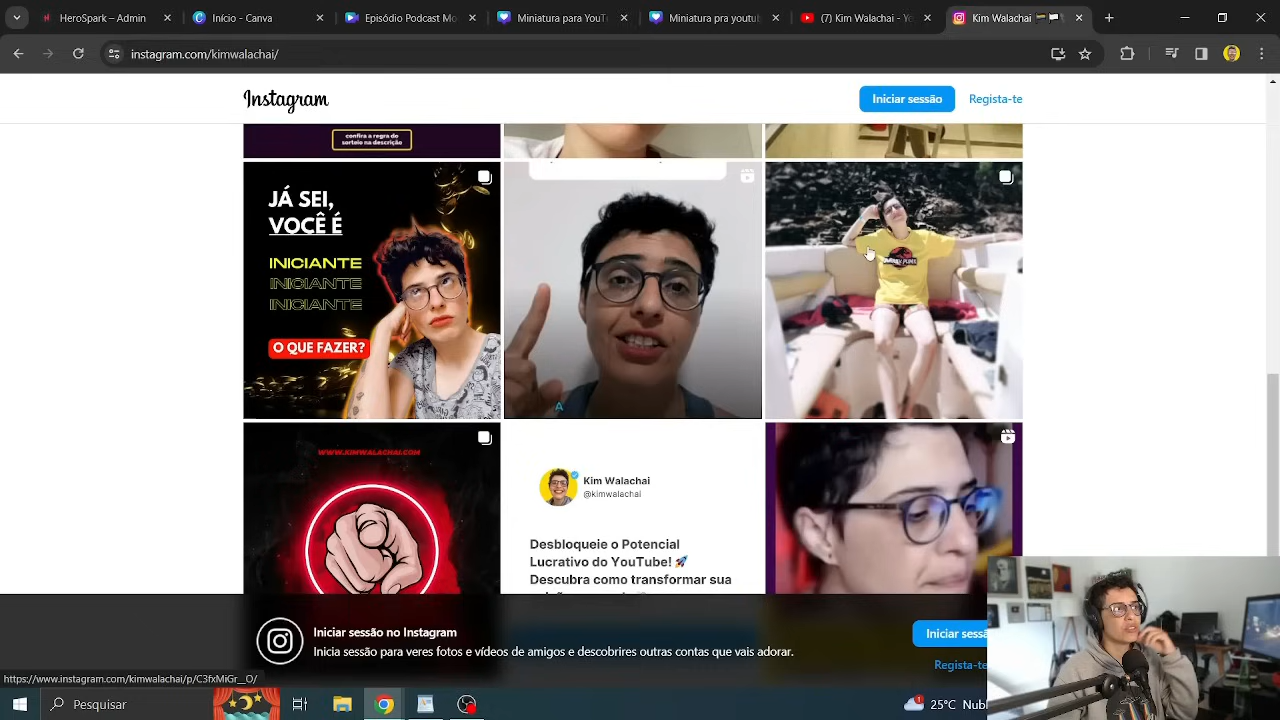 HeroSpark - Admin
Início - Canva
Episódio Podcast Mo
Miniatura para YouT
Miniatura pra youtub
(7) Kim Walachai - Yo
Kim Walachai
instagram.com/kimwalachai/
Instagram
Iniciar sessão
Regista-te
confira a regra do
sorteio na descrição
JÁ SEI,
VOCÊ É
INICIANTE
INICIANTE
INICIANTE
O QUE FAZER?
A
WWW.KIMWALACHAI.COM
Kim Walachai
@kimwalachai
Desbloqueie o Potencial
Lucrativo do YouTube! 🚀
Descubra como transformar sua
Iniciar sessão no Instagram
Inicia sessão para veres fotos e vídeos de amigos e descobrires outras contas que vais adorar.
Iniciar sessã
Regista-te
https://www.instagram.com/kimwalachai/p/C3fxMiGr_O/
Pesquisar
25°C Nub